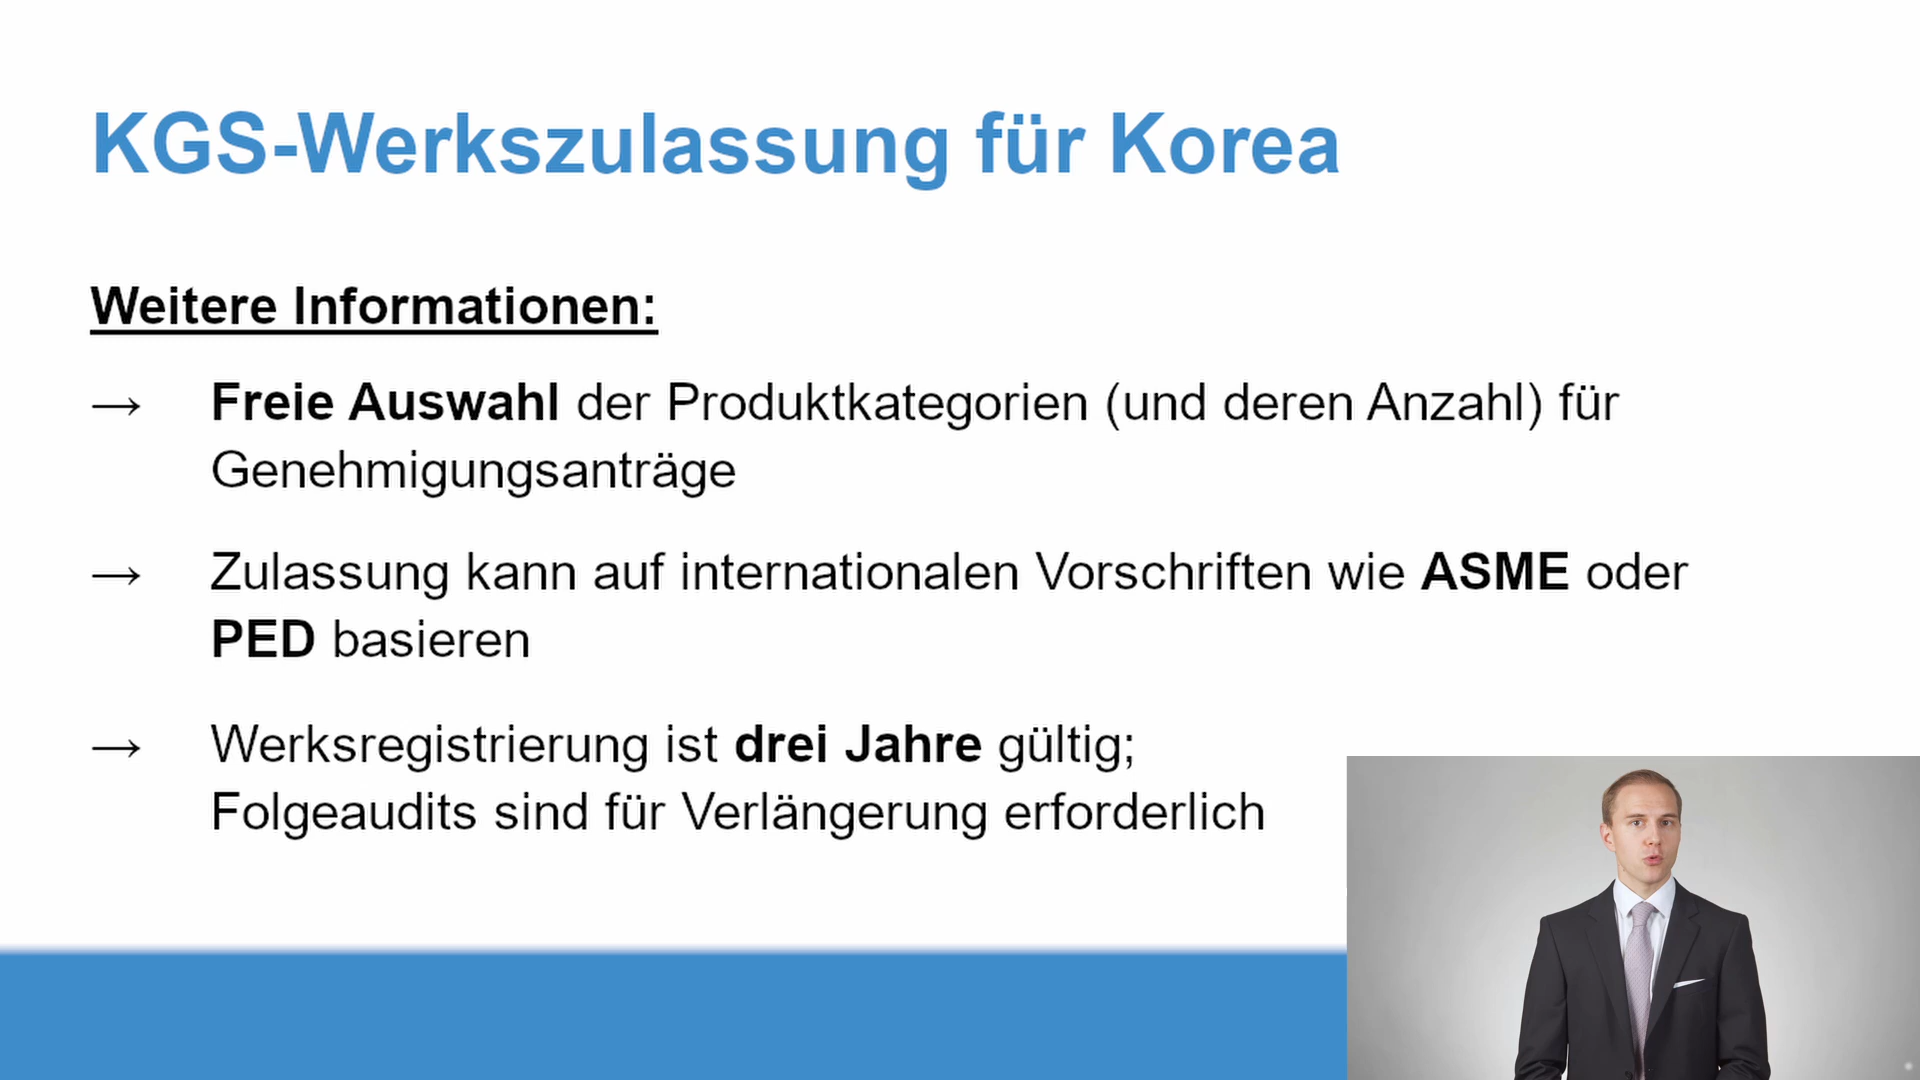 KGS-Werkszulassung für Korea
Weitere Informationen:
→ Freie Auswahl der Produktkategorien (und deren Anzahl) für
Genehmigungsanträge
→ Zulassung kann auf internationalen Vorschriften wie ASME oder
PED basieren
→ Werksregistrierung ist drei Jahre gültig;
Folgeaudits sind für Verlängerung erforderlich